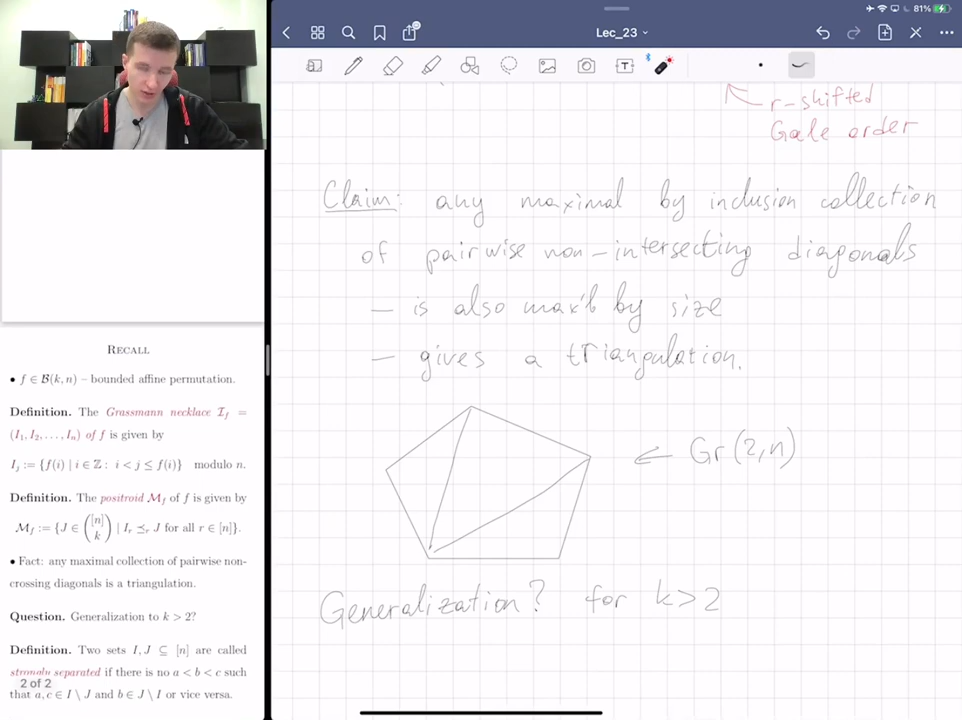 81%
Lec_23
r-shifted
Gale order
Claim: any maximal by inclusion collection
of pairwise non-intersecting diagonals
— is also max'l by size
— gives a triangulation.
← Gr(2,n)
Generalization? for k>2
RECALL
• f ∈ B(k, n) – bounded affine permutation.
Definition. The Grassmann necklace I_f =
(I₁, I₂, . . . , Iₙ) of f is given by
I_j := {f(i) | i ∈ ℤ : i < j ≤ f(i)} modulo n.
Definition. The positroid M_f of f is given by
M_f := {J ∈ ([n] k) | I_r ⪯_r J for all r ∈ [n]}.
• Fact: any maximal collection of pairwise non-
crossing diagonals is a triangulation.
Question. Generalization to k > 2?
Definition. Two sets I, J ⊆ [n] are called
strongly separated if there is no a < b < c such
2 of 2
that a, c ∈ I \ J and b ∈ J \ I or vice versa.